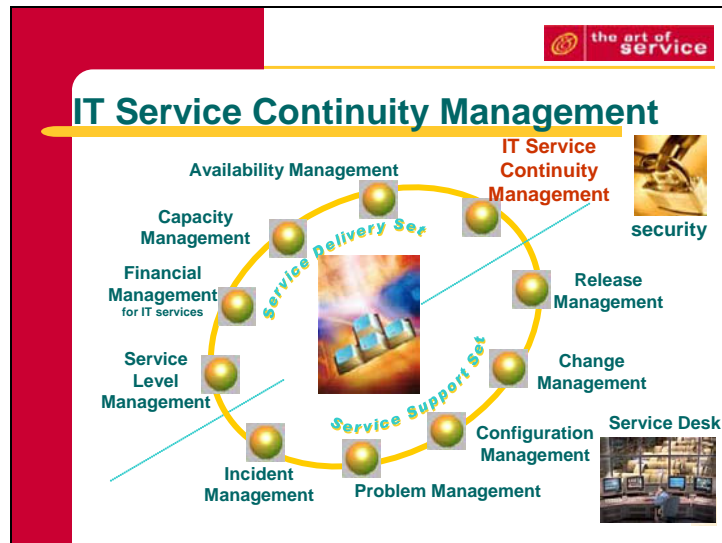 the art of
service
IT Service Continuity Management
IT Service
Continuity
Management
Availability Management
security
Capacity
Management
Service Delivery Set
Financial
Management
for IT services
Release
Management
Service
Level
Management
Change
Management
Service Support Set
Service Desk
Configuration
Management
Incident
Management
Problem Management